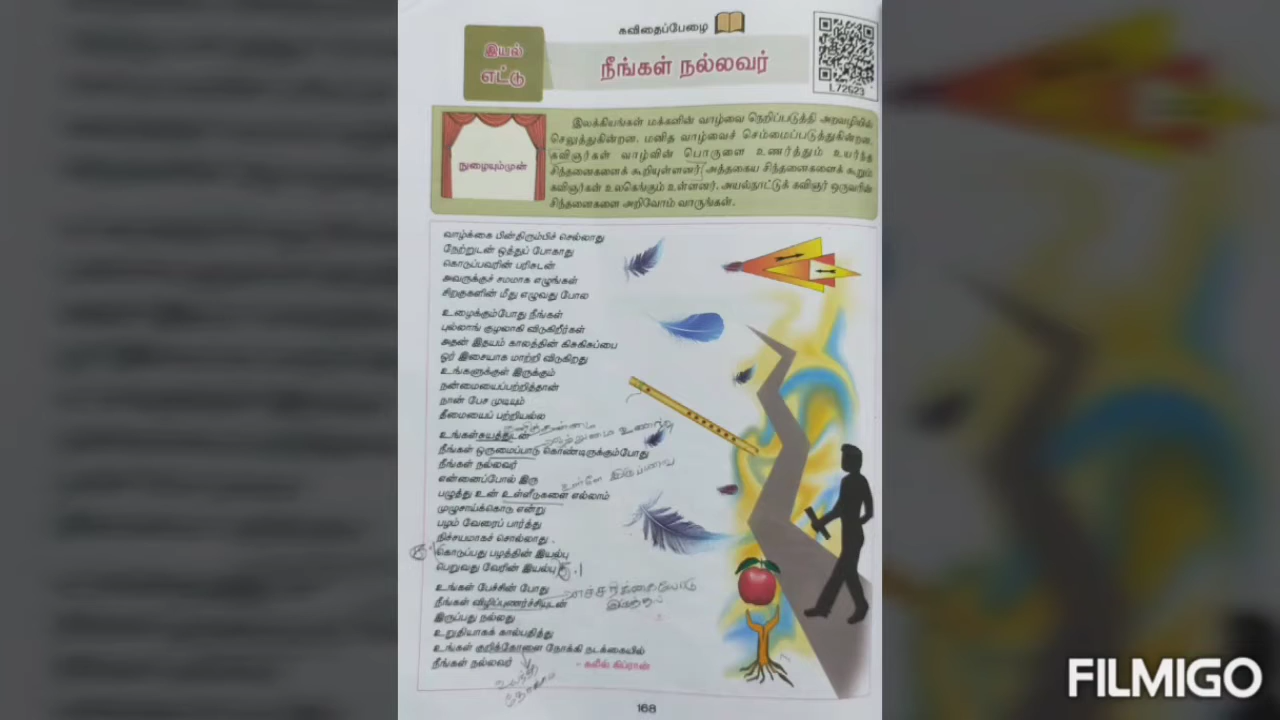 கவிதைப்பேழை
இயல்
எட்டு
நீங்கள் நல்லவர்
L7Z6Z3
நுழையும்முன்
இலக்கியங்கள் மக்களின் வாழ்வை நெறிப்படுத்தி அறவழியில்
செலுத்துகின்றன. மனித வாழ்வைச் செம்மைப்படுத்துகின்றன.
கவிஞர்கள் வாழ்வின் பொருளை உணர்த்தும் உயர்ந்த
சிந்தனைகளைக் கூறியுள்ளனர். அத்தகைய சிந்தனைகளைக் கூறும்
கவிஞர்கள் உலகெங்கும் உள்ளனர். அயல்நாட்டுக் கவிஞர் ஒருவரின்
சிந்தனைகளை அறிவோம் வாருங்கள்.
வாழ்க்கை பின்திரும்பிச் செல்லாது
நேற்றுடன் ஒத்துப் போகாது
கொடுப்பவரின் பரிசுடன்
அவருக்குச் சமமாக எழுங்கள்
சிறகுகளின் மீது எழுவது போல
உழைக்கும்போது நீங்கள்
புல்லாங் குழலாகி விடுகிறீர்கள்
அதன் இதயம் காலத்தின் கிசுகிசுப்பை
ஓர் இசையாக மாற்றி விடுகிறது
உங்களுக்குள் இருக்கும்
நன்மையைப்பற்றித்தான்
நான் பேச முடியும்
தீமையைப் பற்றியல்ல
உங்கள்சுயத்துடன்
நீங்கள் ஒருமைப்பாடு கொண்டிருக்கும்போது
நீங்கள் நல்லவர்
என்னைப்போல் இரு
பழுத்து உன் உள்ளீடுகளை எல்லாம்
முழுசாய்க்கொடு என்று
பழம் வேரைப் பார்த்து
நிச்சயமாகச் சொல்லாது
கொடுப்பது பழத்தின் இயல்பு
பெறுவது வேரின் இயல்பு
உங்கள் பேச்சின் போது
நீங்கள் விழிப்புணர்ச்சியுடன்
இருப்பது நல்லது
உறுதியாகக் கால்பதித்து
உங்கள் குறிக்கோளை நோக்கி நடக்கையில்
நீங்கள் நல்லவர்
- கலீல் கிப்ரான்
168
FILMIGO